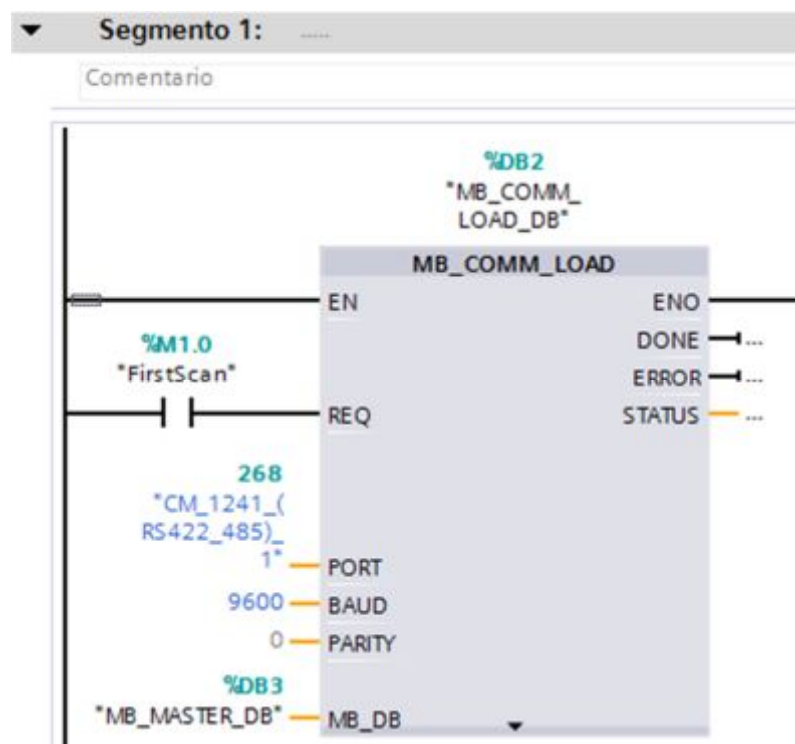 Segmento 1: .....
Comentario
%DB2
"MB_COMM_
LOAD_DB"
MB_COMM_LOAD
EN
ENO
%M1.0
DONE ...
"FirstScan"
ERROR ...
REQ
STATUS ...
268
"CM_1241_(
RS422_485)_
1"
PORT
9600
BAUD
0
PARITY
%DB3
"MB_MASTER_DB"
MB_DB